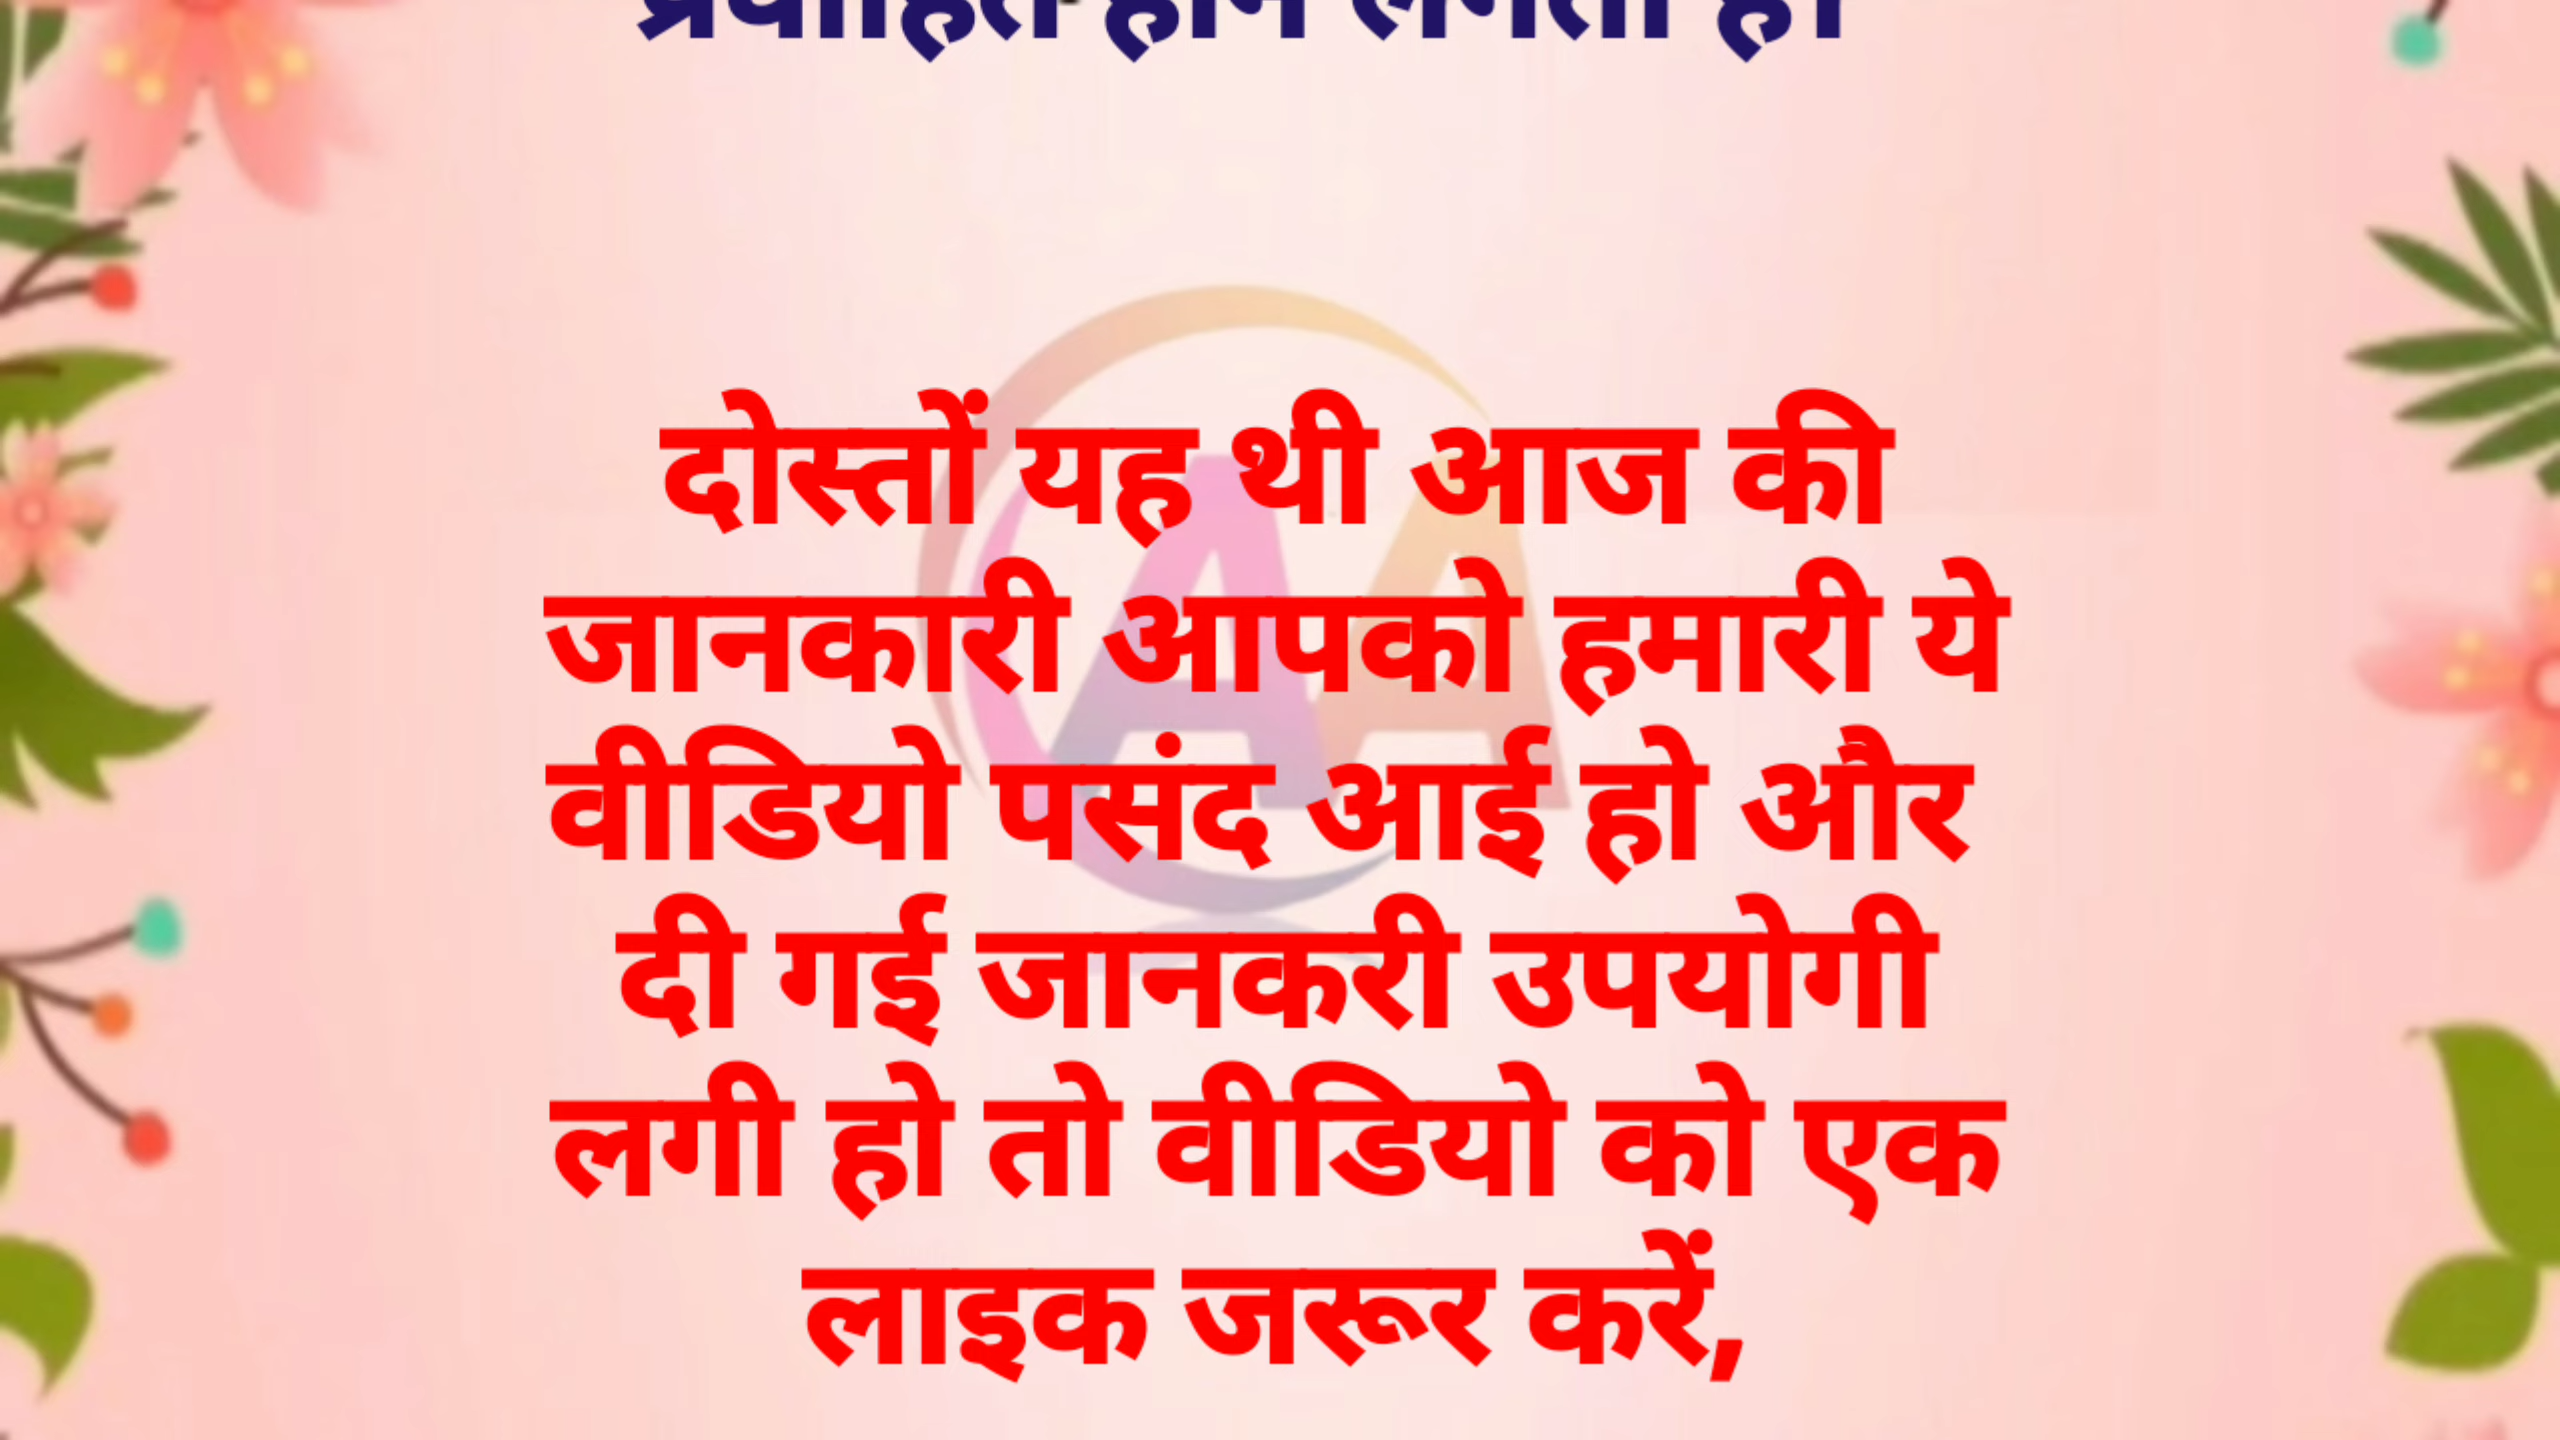 दोस्तों यह थी आज की
जानकारी आपको हमारी ये
वीडियो पसंद आई हो और
दी गई जानकरी उपयोगी
लगी हो तो वीडियो को एक
लाइक जरूर करें,